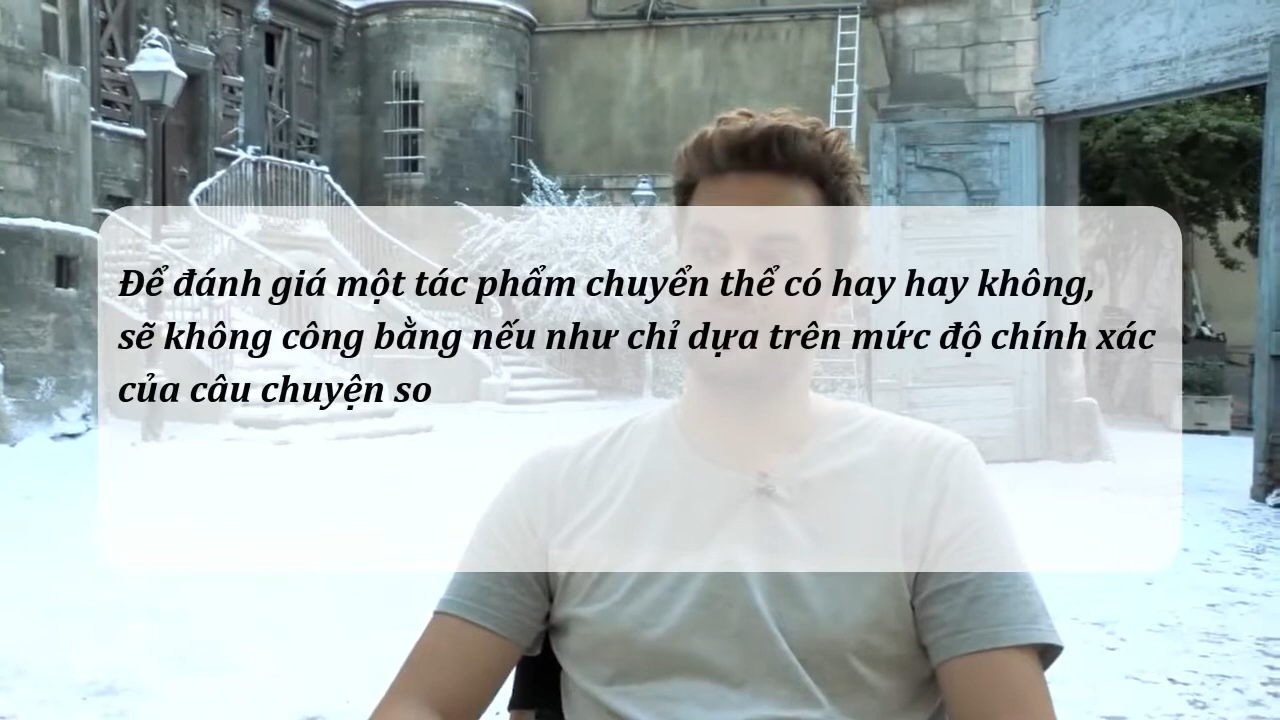 Để đánh giá một tác phẩm chuyển thể có hay hay không,
sẽ không công bằng nếu như chỉ dựa trên mức độ chính xác
của câu chuyện so